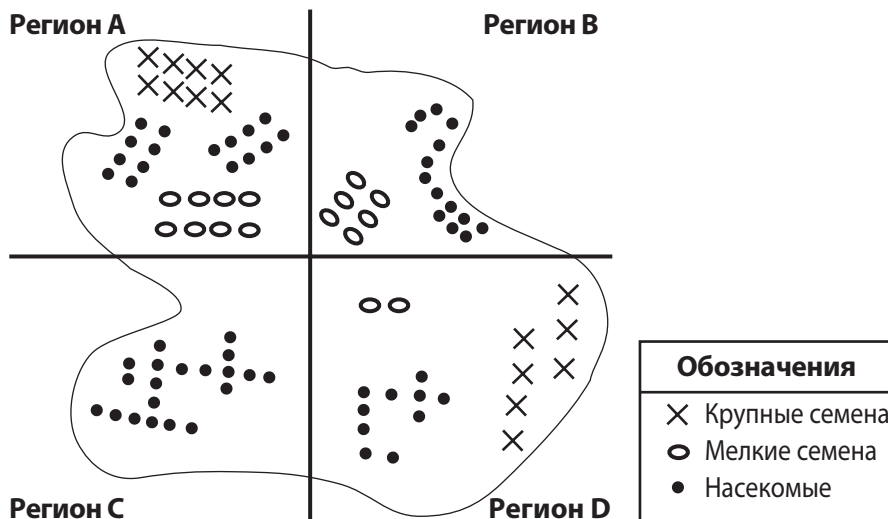 Регион A
Регион B
Регион C
Регион D
Обозначения
Крупные семена
Мелкие семена
Насекомые